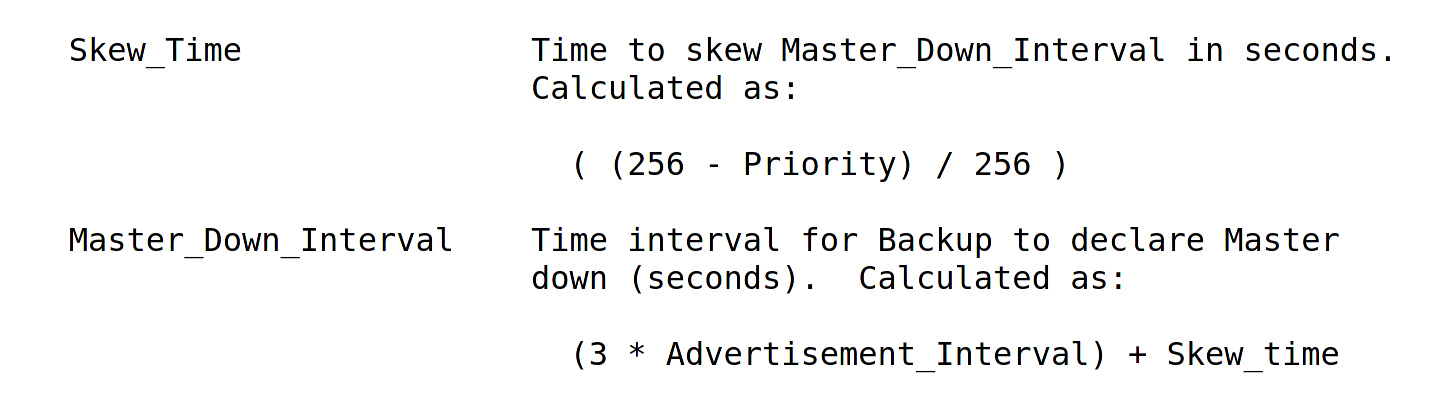 Skew_Time                Time to skew Master_Down_Interval in seconds.
                         Calculated as:
                           ( (256 - Priority) / 256 )
Master_Down_Interval     Time interval for Backup to declare Master
                         down (seconds).  Calculated as:
                           (3 * Advertisement_Interval) + Skew_time